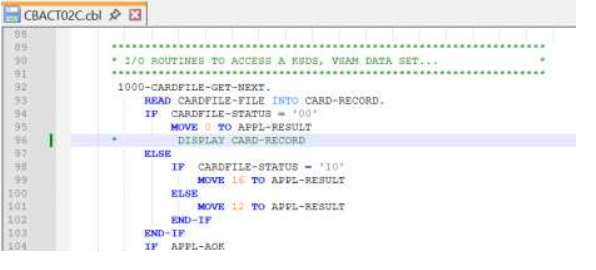 CBACT02C.cbl
88
89 *****************************************************************
90 * I/O ROUTINES TO ACCESS A KSDS, VSAM DATA SET... *
91 *****************************************************************
92 1000-CARDFILE-GET-NEXT.
93 READ CARDFILE-FILE INTO CARD-RECORD.
94 IF CARDFILE-STATUS = '00'
95 MOVE 0 TO APPL-RESULT
96 * DISPLAY CARD-RECORD
97 ELSE
98 IF CARDFILE-STATUS = '10'
99 MOVE 16 TO APPL-RESULT
100 ELSE
101 MOVE 12 TO APPL-RESULT
102 END-IF
103 END-IF
104 IF APPL-AOK